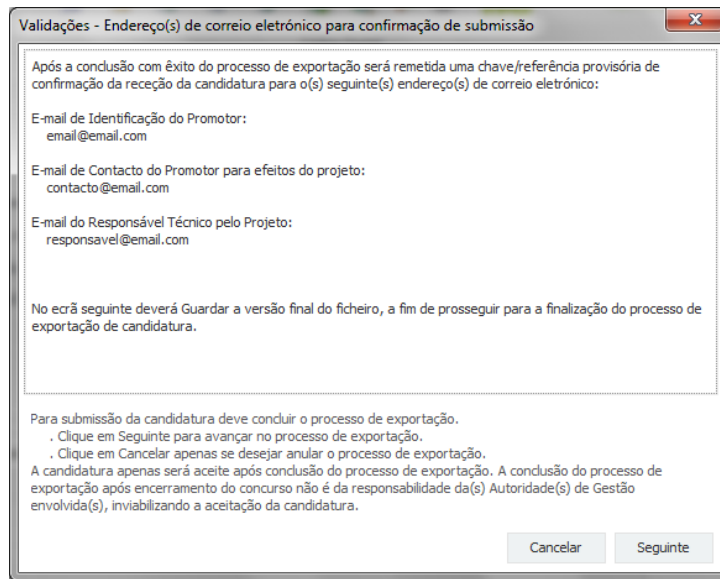 Validações - Endereço(s) de correio eletrónico para confirmação de submissão
Após a conclusão com êxito do processo de exportação será remetida uma chave/referência provisória de
confirmação da receção da candidatura para o(s) seguinte(s) endereço(s) de correio eletrónico:
E-mail de Identificação do Promotor:
email@email.com
E-mail de Contacto do Promotor para efeitos do projeto:
contacto@email.com
E-mail do Responsável Técnico pelo Projeto:
responsavel@email.com
No ecrã seguinte deverá Guardar a versão final do ficheiro, a fim de prosseguir para a finalização do processo de
exportação de candidatura.
Para submissão da candidatura deve concluir o processo de exportação.
. Clique em Seguinte para avançar no processo de exportação.
. Clique em Cancelar apenas se desejar anular o processo de exportação.
A candidatura apenas será aceite após conclusão do processo de exportação. A conclusão do processo de
exportação após encerramento do concurso não é da responsabilidade da(s) Autoridade(s) de Gestão
envolvida(s), inviabilizando a aceitação da candidatura.
Cancelar Seguinte